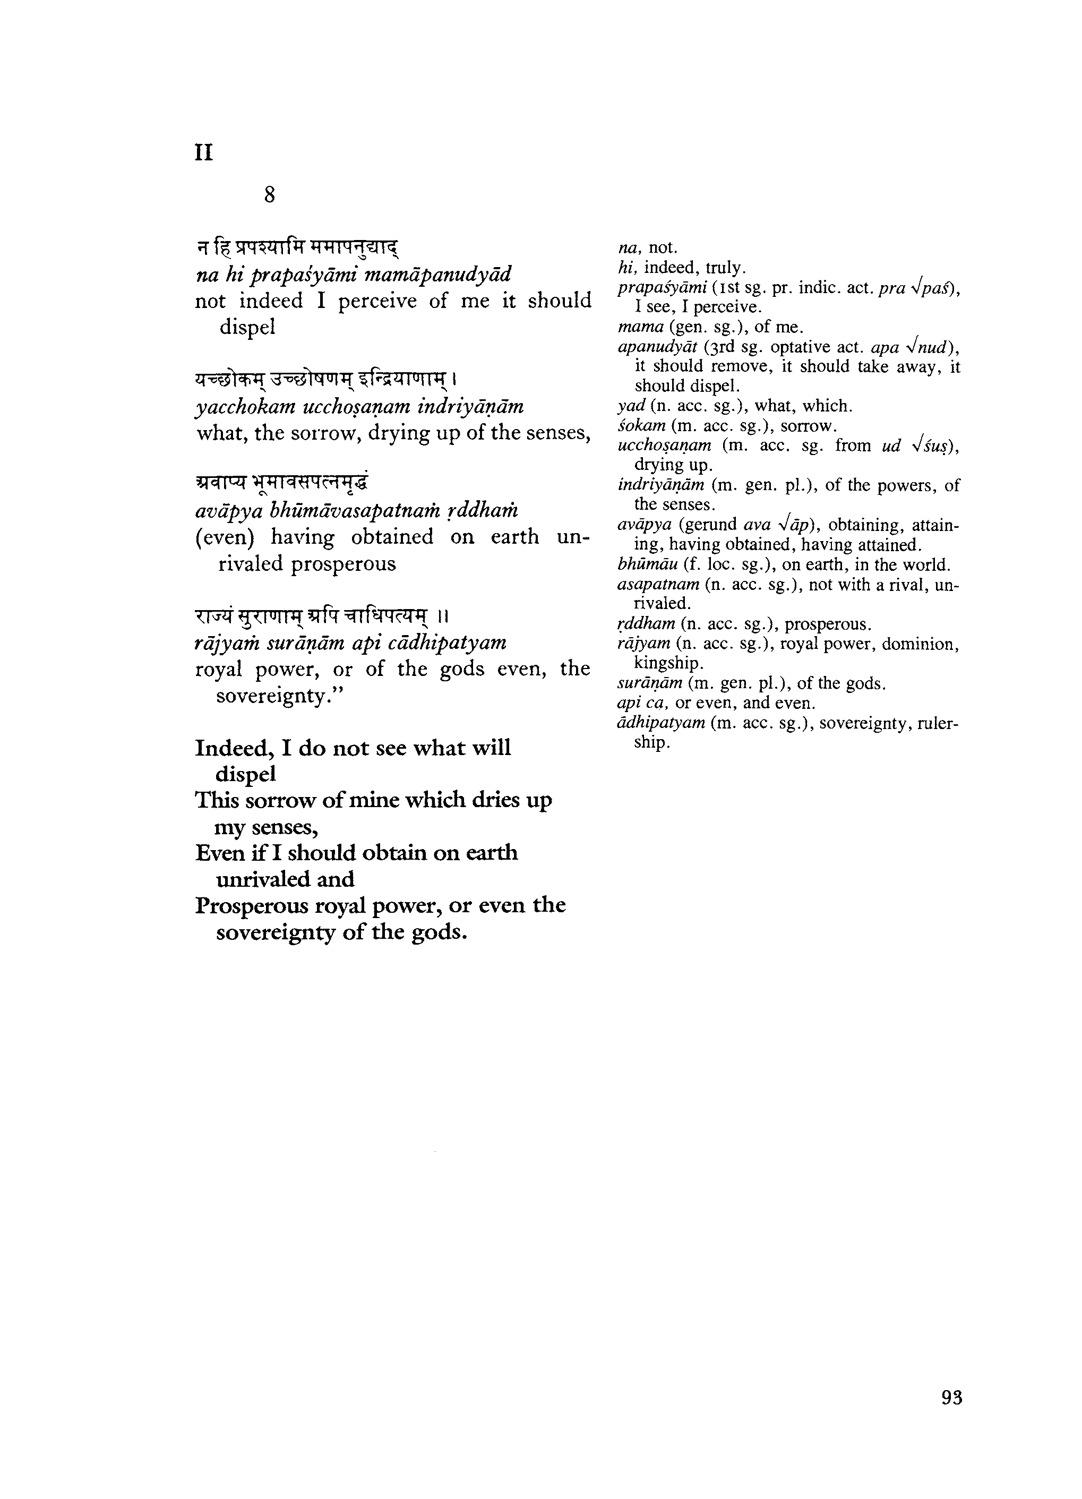 II
8
न हि प्रपश्यामि ममापनुद्याद्
na hi prapaśyāmi mamāpanudyād
not indeed I perceive of me it should
dispel
यच्छोकम् उच्छोषणम् इन्द्रियाणाम् ।
yacchokam ucchoṣaṇam indriyāṇām
what, the sorrow, drying up of the senses,
अवाप्य भूमावसपत्नमृद्धं
avāpya bhūmāvasapatnaṁ ṛddhaṁ
(even) having obtained on earth un-
rivaled prosperous
राज्यं सुराणाम् अपि चाधिपत्यम् ॥
rājyaṁ surāṇām api cādhipatyam
royal power, or of the gods even, the
sovereignty.”
Indeed, I do not see what will
dispel
This sorrow of mine which dries up
my senses,
Even if I should obtain on earth
unrivaled and
Prosperous royal power, or even the
sovereignty of the gods.
na, not.
hi, indeed, truly.
prapaśyāmi (1st sg. pr. indic. act. pra √paś),
I see, I perceive.
mama (gen. sg.), of me.
apanudyāt (3rd sg. optative act. apa √nud),
it should remove, it should take away, it
should dispel.
yad (n. acc. sg.), what, which.
śokam (m. acc. sg.), sorrow.
ucchoṣaṇam (m. acc. sg. from ud √śuṣ),
drying up.
indriyāṇām (m. gen. pl.), of the powers, of
the senses.
avāpya (gerund ava √āp), obtaining, attain-
ing, having obtained, having attained.
bhūmāu (f. loc. sg.), on earth, in the world.
asapatnam (n. acc. sg.), not with a rival, un-
rivaled.
ṛddham (n. acc. sg.), prosperous.
rājyam (n. acc. sg.), royal power, dominion,
kingship.
surāṇām (m. gen. pl.), of the gods.
api ca, or even, and even.
ādhipatyam (m. acc. sg.), sovereignty, ruler-
ship.
93